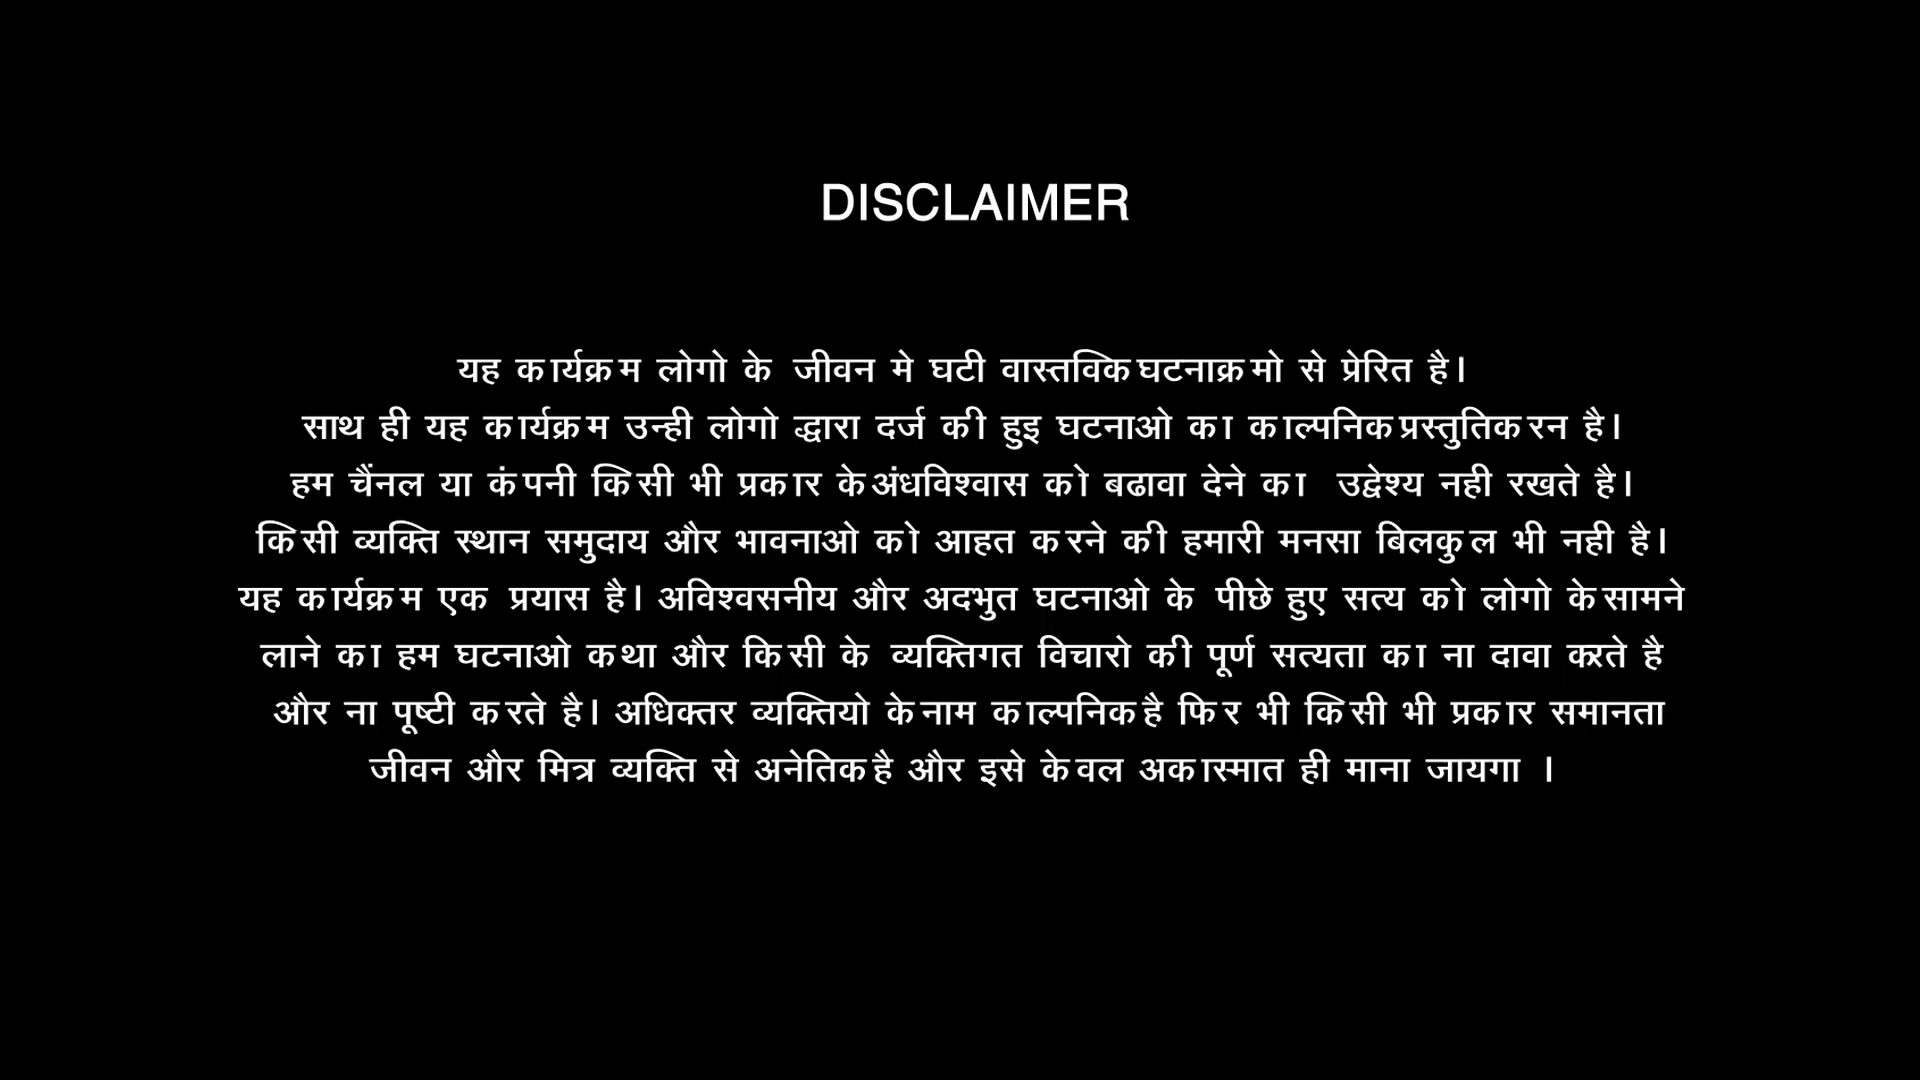 DISCLAIMER
यह कार्यक्रम लोगो के जीवन मे घटी वास्तविक घटनाक्रमो से प्रेरित है।
साथ ही यह कार्यक्रम उन्ही लोगो द्धारा दर्ज की हुइ घटनाओ का काल्पनिक प्रस्तुतिकरन है।
हम चैंनल या कंपनी किसी भी प्रकार के अंधविश्वास को बढावा देने का उद्वेश्य नही रखते है।
किसी व्यक्ति स्थान समुदाय और भावनाओ को आहत करने की हमारी मनसा बिलकुल भी नही है।
यह कार्यक्रम एक प्रयास है। अविश्वसनीय और अदभुत घटनाओ के पीछे हुए सत्य को लोगो के सामने
लाने का हम घटनाओ कथा और किसी के व्यक्तिगत विचारो की पूर्ण सत्यता का ना दावा करते है
और ना पूष्टी करते है। अधिक्तर व्यक्तियो के नाम काल्पनिक है फिर भी किसी भी प्रकार समानता
जीवन और मित्र व्यक्ति से अनेतिक है और इसे केवल अकास्मात ही माना जायगा ।